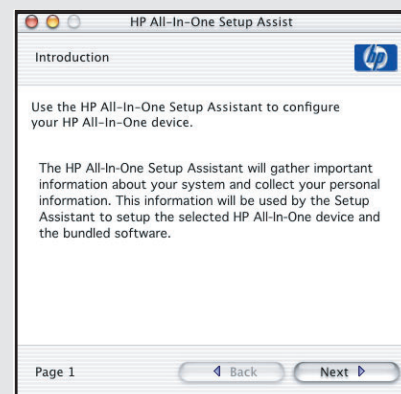 HP All-In-One Setup Assist
Introduction
hp
Use the HP All-In-One Setup Assistant to configure
your HP All-In-One device.
The HP All-In-One Setup Assistant will gather important
information about your system and collect your personal
information. This information will be used by the Setup
Assistant to setup the selected HP All-In-One device and
the bundled software.
Page 1
Back
Next